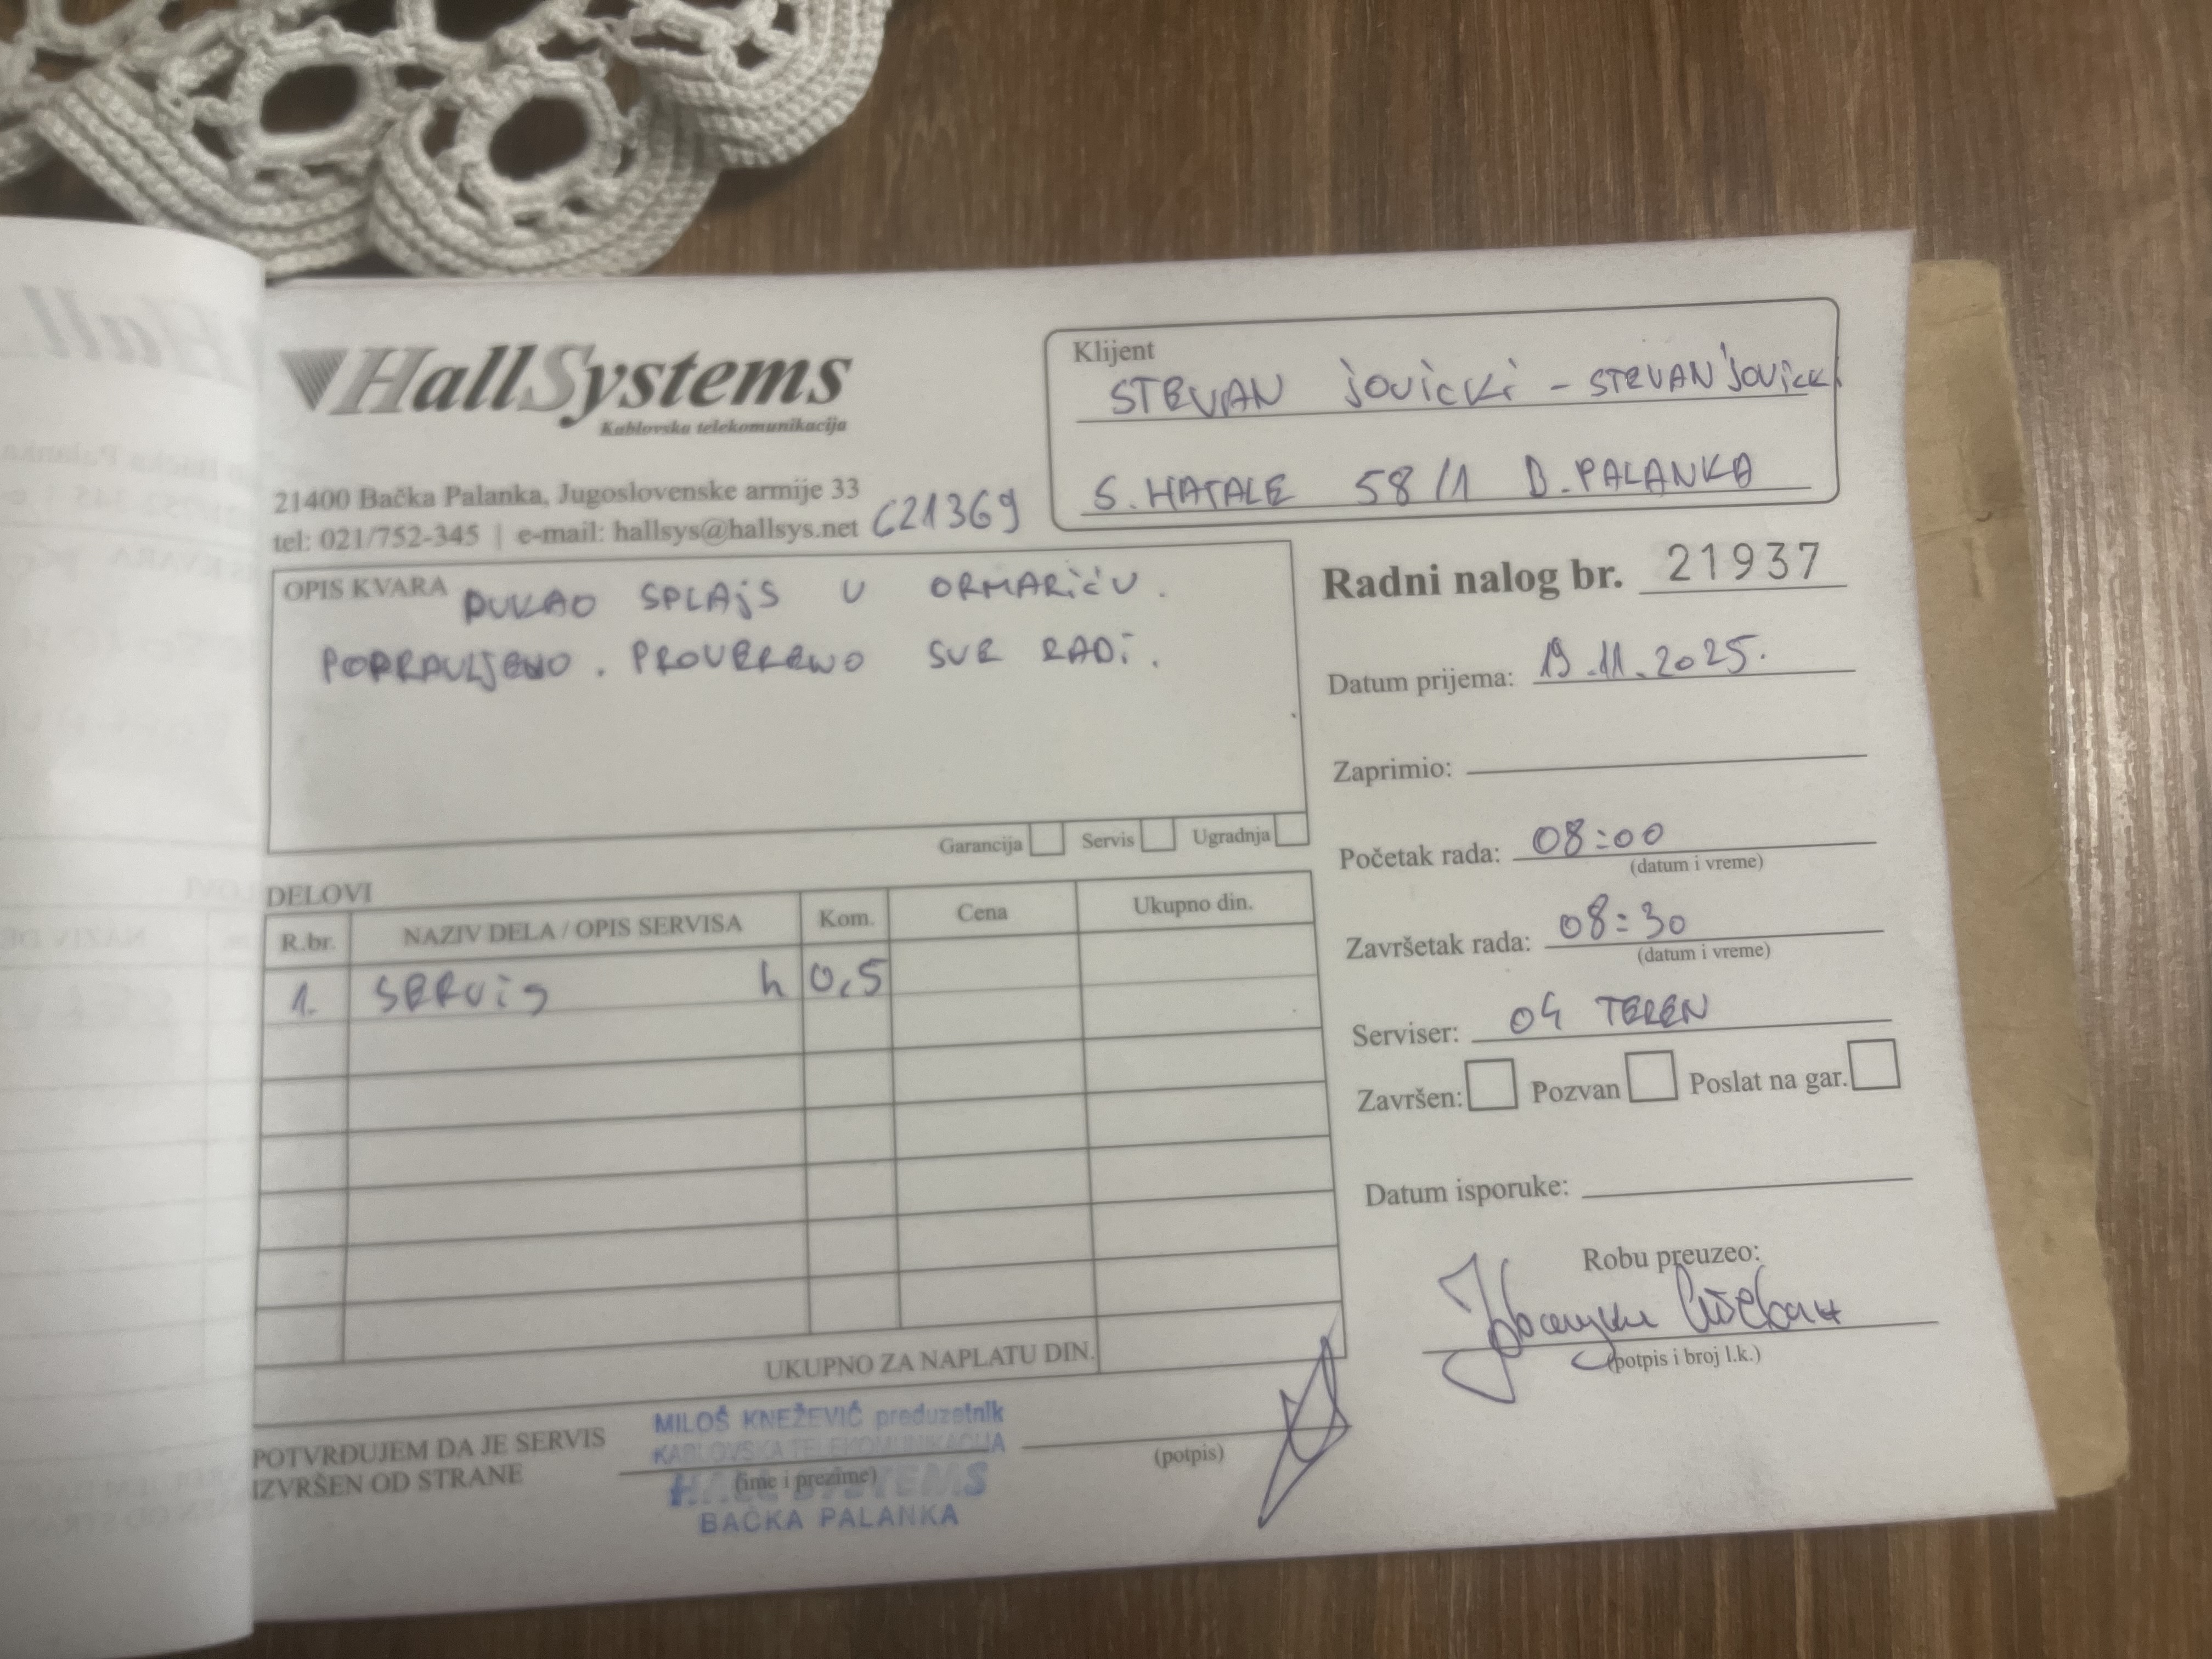 HallSystems
Kablovska telekomunikacija
21400 Bačka Palanka, Jugoslovenske armije 33
tel: 021/752-345 | e-mail: hallsys@hallsys.net
C21369
Klijent
STEVAN JOVICKI - STEVAN JOVICKI
S. MATALE 58/1 B. PALANKA
OPIS KVARA PUKAO SPLAJS U ORMARIĆU.
POPRAVLJENO. PROVERENO SVE RADI.
Garancija Servis Ugradnja
Radni nalog br. 21937
Datum prijema: 19.11.2025.
Zaprimio:
Početak rada: 08:00
(datum i vreme)
Završetak rada: 08:30
(datum i vreme)
Serviser: 04 TEREN
Završen: Pozvan Poslat na gar.
Datum isporuke:
Robu preuzeo:
(potpis i broj l.k.)
DELOVI
R.br. NAZIV DELA / OPIS SERVISA Kom. Cena Ukupno din.
1. SERVIS h 0,5
UKUPNO ZA NAPLATU DIN.
POTVRĐUJEM DA JE SERVIS
IZVRŠEN OD STRANE
MILOŠ KNEŽEVIĆ preduzetnik
KABLOVSKA TELEKOMUNIKACIJA
(ime i prezime)
HALL SYSTEMS
BAČKA PALANKA
(potpis)